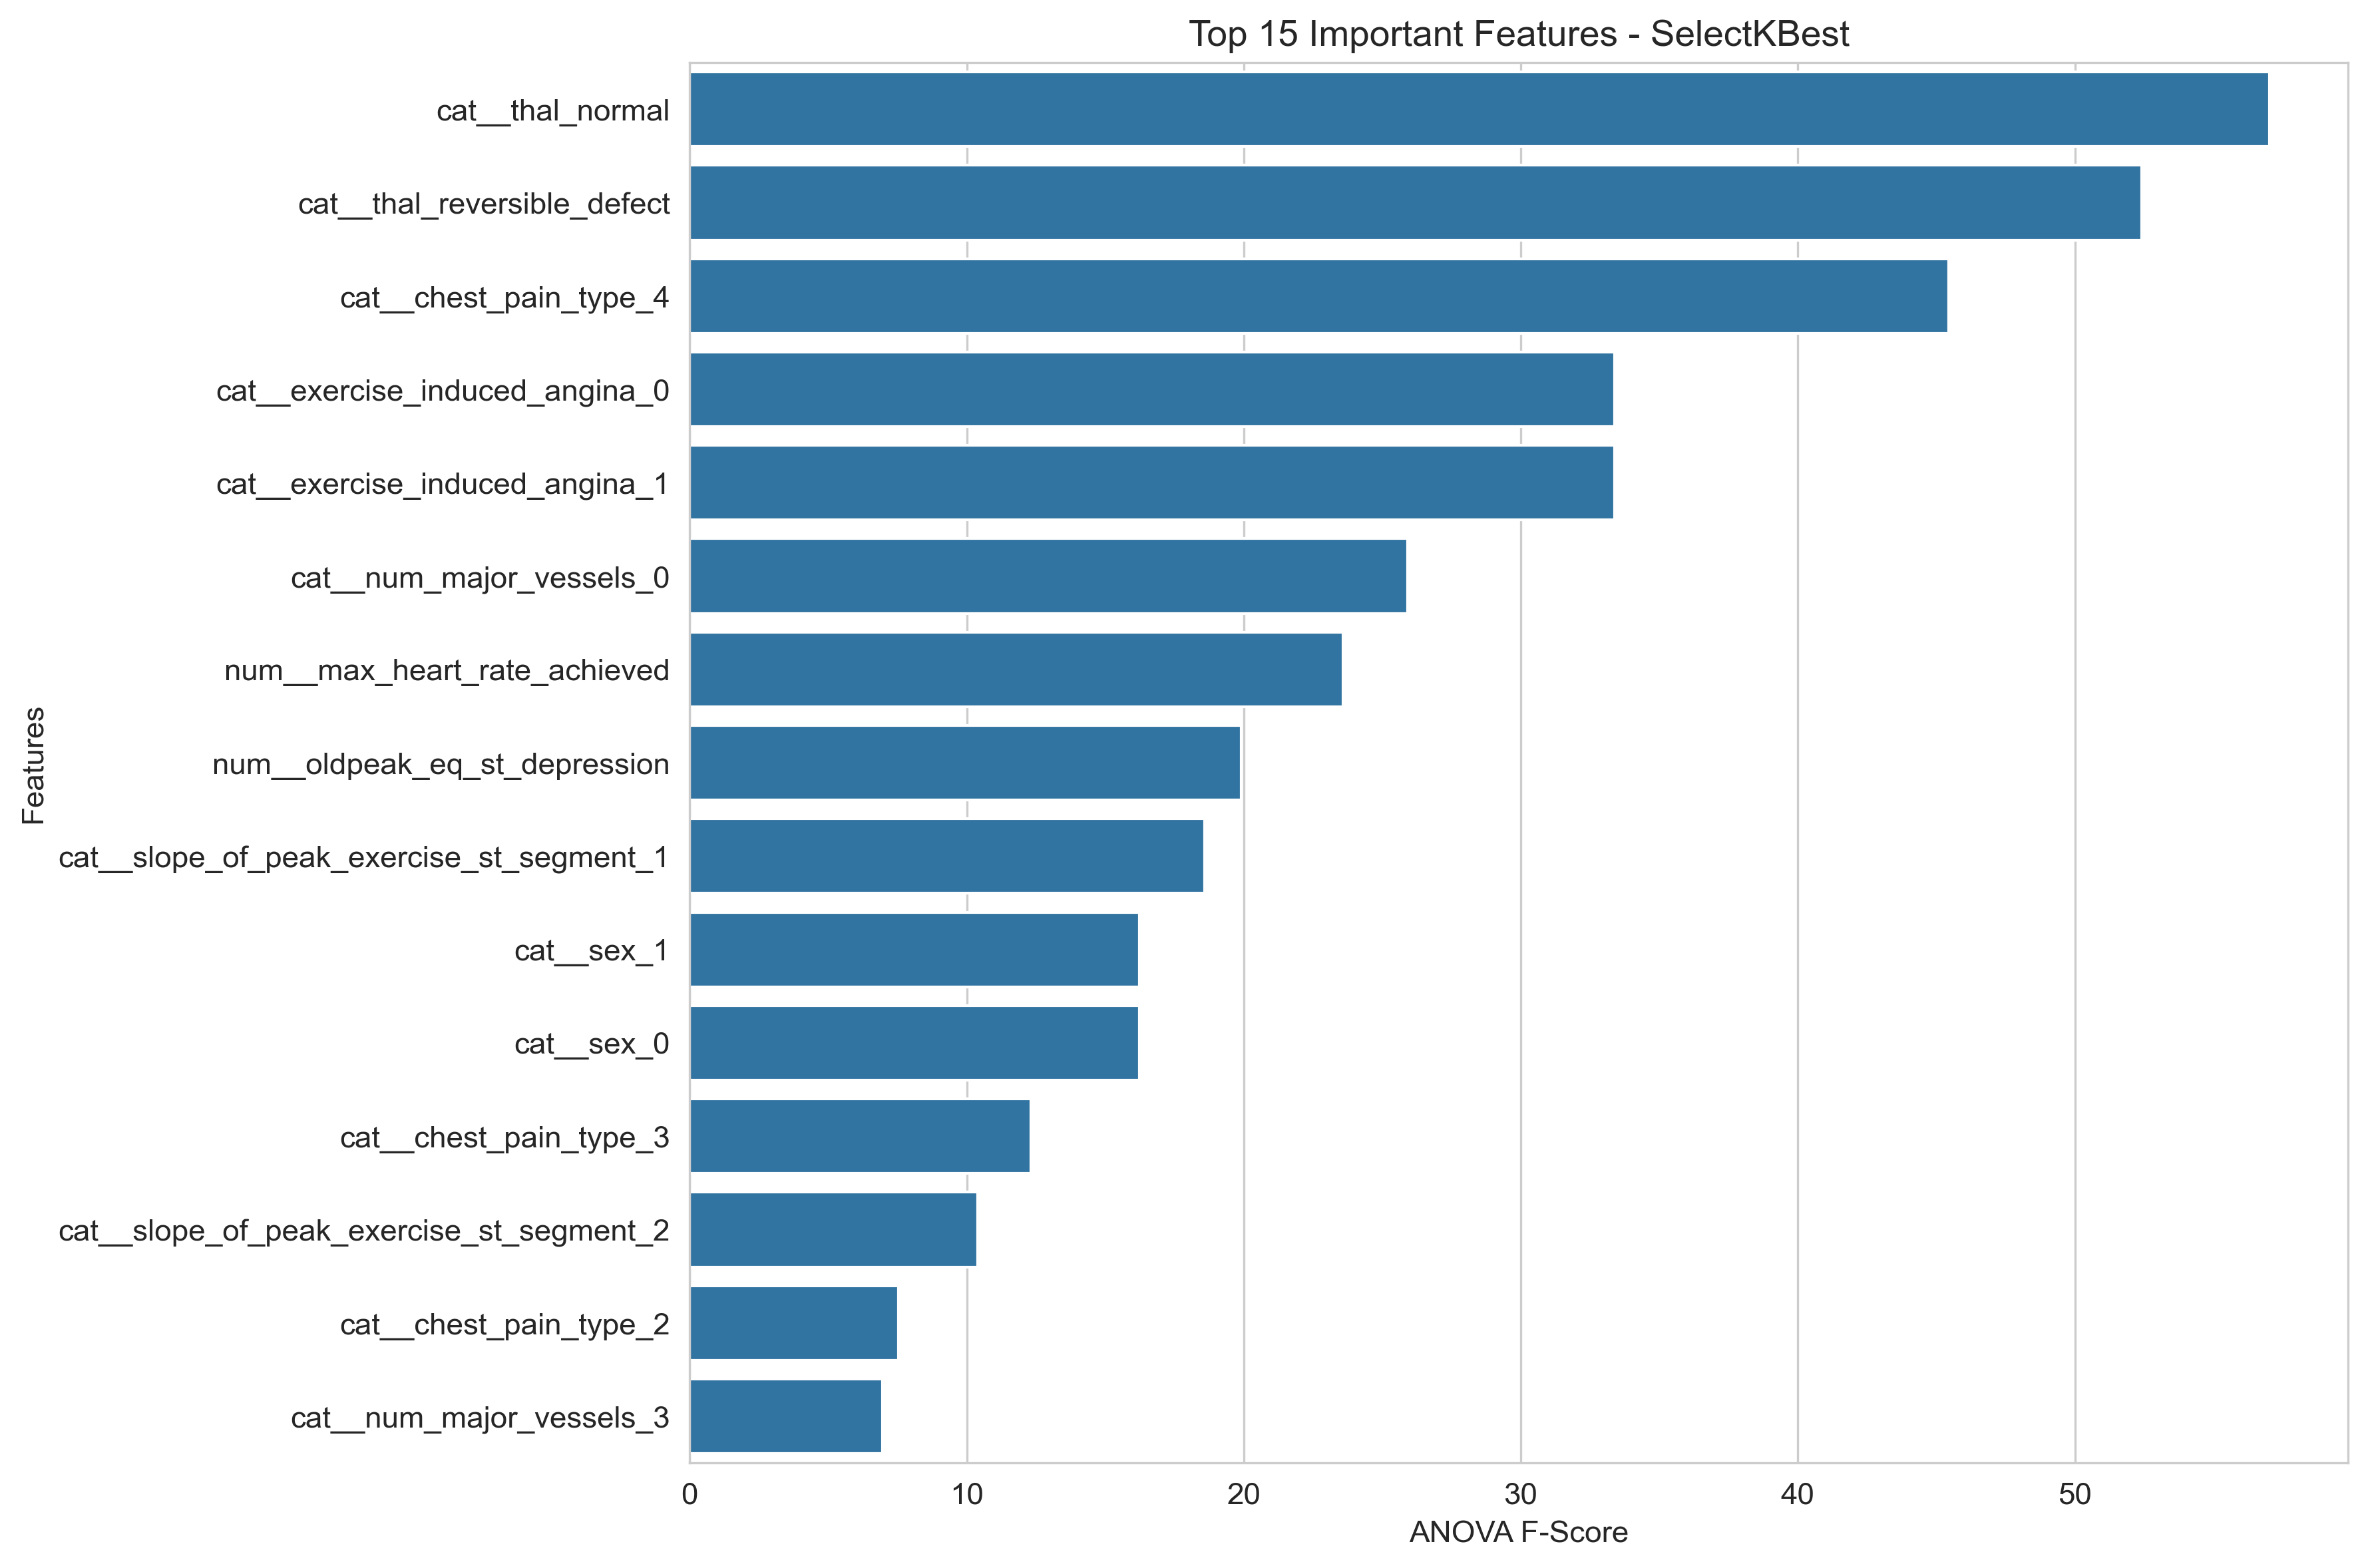 Top 15 Important Features - SelectKBest
cat__thal_normal
cat__thal_reversible_defect
cat__chest_pain_type_4
cat__exercise_induced_angina_0
cat__exercise_induced_angina_1
cat__num_major_vessels_0
num__max_heart_rate_achieved
num__oldpeak_eq_st_depression
cat__slope_of_peak_exercise_st_segment_1
cat__sex_1
cat__sex_0
cat__chest_pain_type_3
cat__slope_of_peak_exercise_st_segment_2
cat__chest_pain_type_2
cat__num_major_vessels_3
Features
0 10 20 30 40 50
ANOVA F-Score